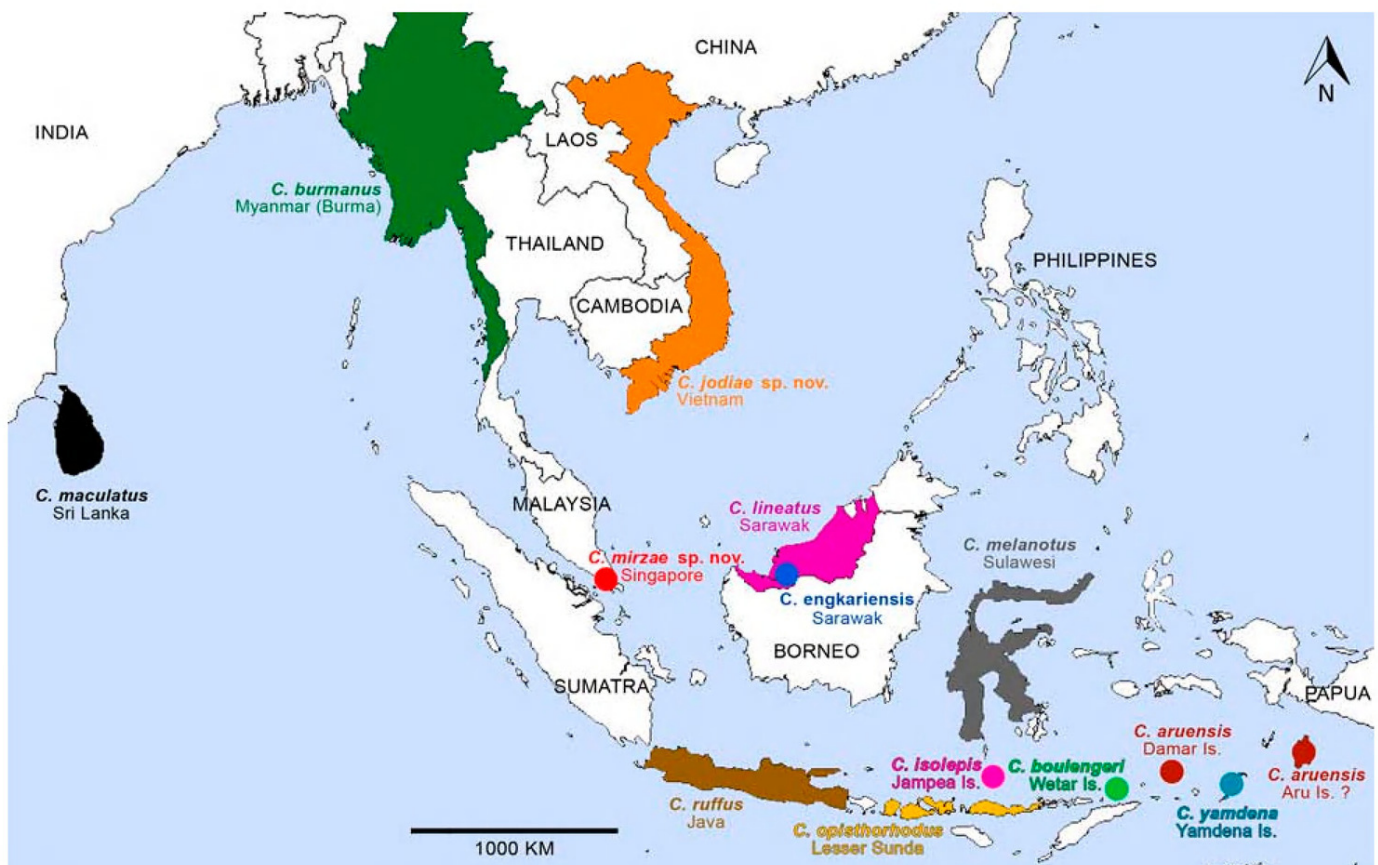 CHINA
N
INDIA
LAOS
C. burmanus
Myanmar (Burma)
THAILAND
PHILIPPINES
CAMBODIA
C. jodiae sp. nov.
Vietnam
C. maculatus
Sri Lanka
MALAYSIA
C. lineatus
Sarawak
C. mirzae sp. nov.
Singapore
C. melanotus
Sulawesi
C. engkariensis
Sarawak
BORNEO
SUMATRA
PAPUA
C. aruensis
Damar Is.
C. isolepis
Jampea Is.
C. boulengeri
Wetar Is.
C. aruensis
Aru Is. ?
C. ruffus
Java
C. opisthorhodus
Lesser Sunda
C. yamdena
Yamdena Is.
1000 KM